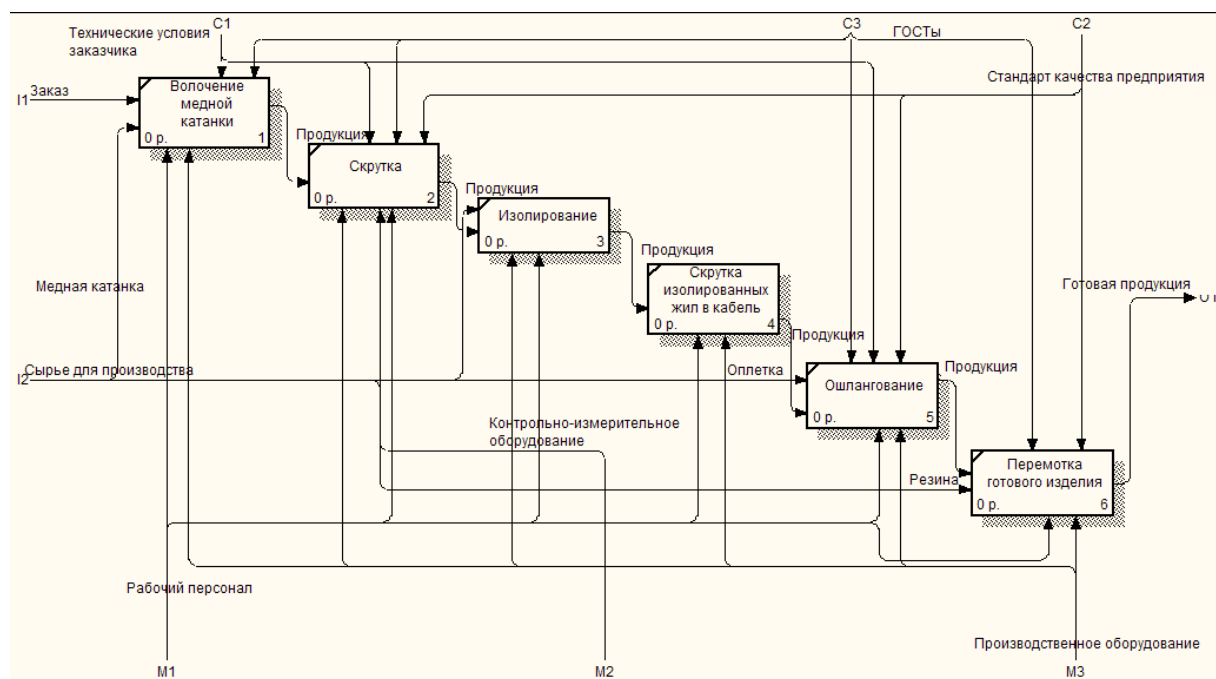 C1
C3
C2
Технические условия
заказчика
ГОСТы
Стандарт качества предприятия
I1
Заказ
Волочение
медной
катанки
0 р.
1
Продукция
Скрутка
0 р.
2
Продукция
Изолирование
0 р.
3
Продукция
Скрутка
изолированных
жил в кабель
0 р.
4
Медная катанка
Готовая продукция
Продукция
I2
Сырье для производства
Оплетка
Ошлангование
0 р.
5
Продукция
Контрольно-измерительное
оборудование
Резина
Перемотка
готового изделия
0 р.
6
Рабочий персонал
Производственное оборудование
M1
M2
M3